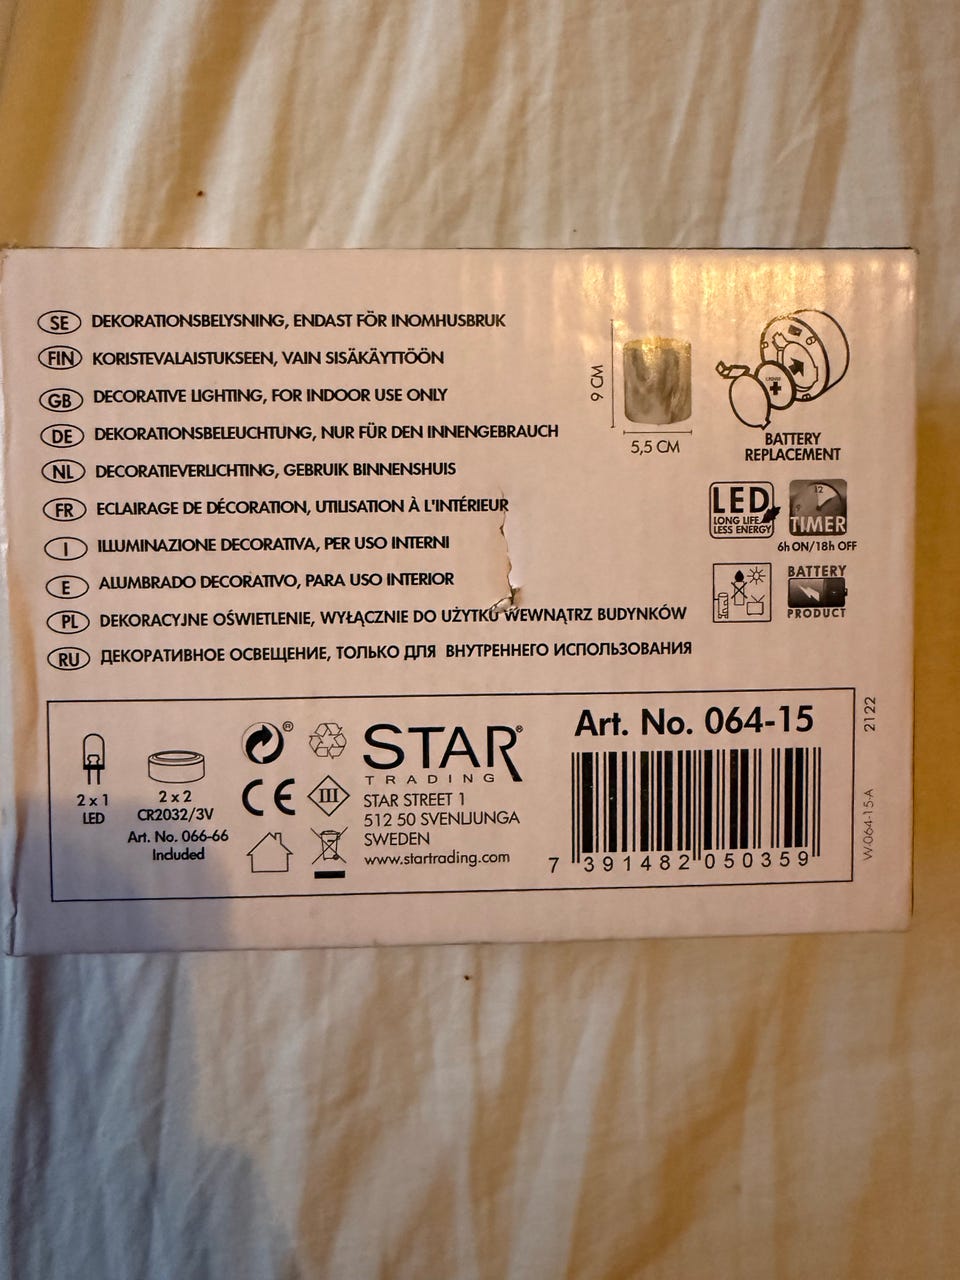 SE DEKORATIONSBELYSNING, ENDAST FÖR INOMHUSBRUK
FIN KORISTEVALAISTUKSEEN, VAIN SISÄKÄYTTÖÖN
GB DECORATIVE LIGHTING, FOR INDOOR USE ONLY
DE DEKORATIONSBELEUCHTUNG, NUR FÜR DEN INNENGEBRAUCH
NL DECORATIEVERLICHTING, GEBRUIK BINNENSHUIS
FR ECLAIRAGE DE DÉCORATION, UTILISATION À L'INTÉRIEUR
I ILLUMINAZIONE DECORATIVA, PER USO INTERNI
E ALUMBRADO DECORATIVO, PARA USO INTERIOR
PL DEKORACYJNE OŚWIETLENIE, WYŁĄCZNIE DO UŻYTKU WEWNĄTRZ BUDYNKÓW
RU ДЕКОРАТИВНОЕ ОСВЕЩЕНИЕ, ТОЛЬКО ДЛЯ ВНУТРЕННЕГО ИСПОЛЬЗОВАНИЯ
9 CM
5,5 CM
BATTERY
REPLACEMENT
LED
LONG LIFE
LESS ENERGY
12
9
TIMER
6h ON/18h OFF
BATTERY
PRODUCT
2 x 1
LED
2 x 2
CR2032/3V
Art. No. 066-66
Included
®
CE
III
STAR®
TRADING
STAR STREET 1
512 50 SVENLJUNGA
SWEDEN
www.startrading.com
Art. No. 064-15
7 391482 050359
2122
W-064-15-A